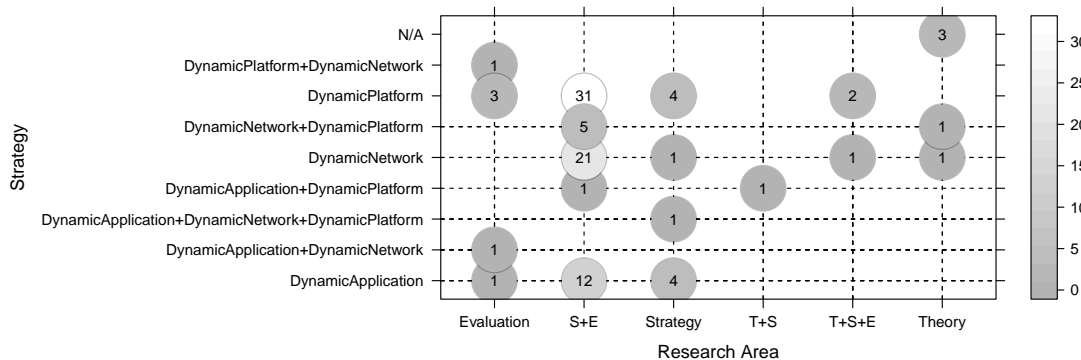 N/A 3 30
DynamicPlatform+DynamicNetwork 1
DynamicPlatform 3 31 4 2 25
DynamicNetwork+DynamicPlatform 5 1 20
DynamicNetwork 21 1 1 1 15
DynamicApplication+DynamicPlatform 1 1
DynamicApplication+DynamicNetwork+DynamicPlatform 1 10
DynamicApplication+DynamicNetwork 1 5
DynamicApplication 1 12 4 0
Evaluation S+E Strategy T+S T+S+E Theory
Research Area
Strategy